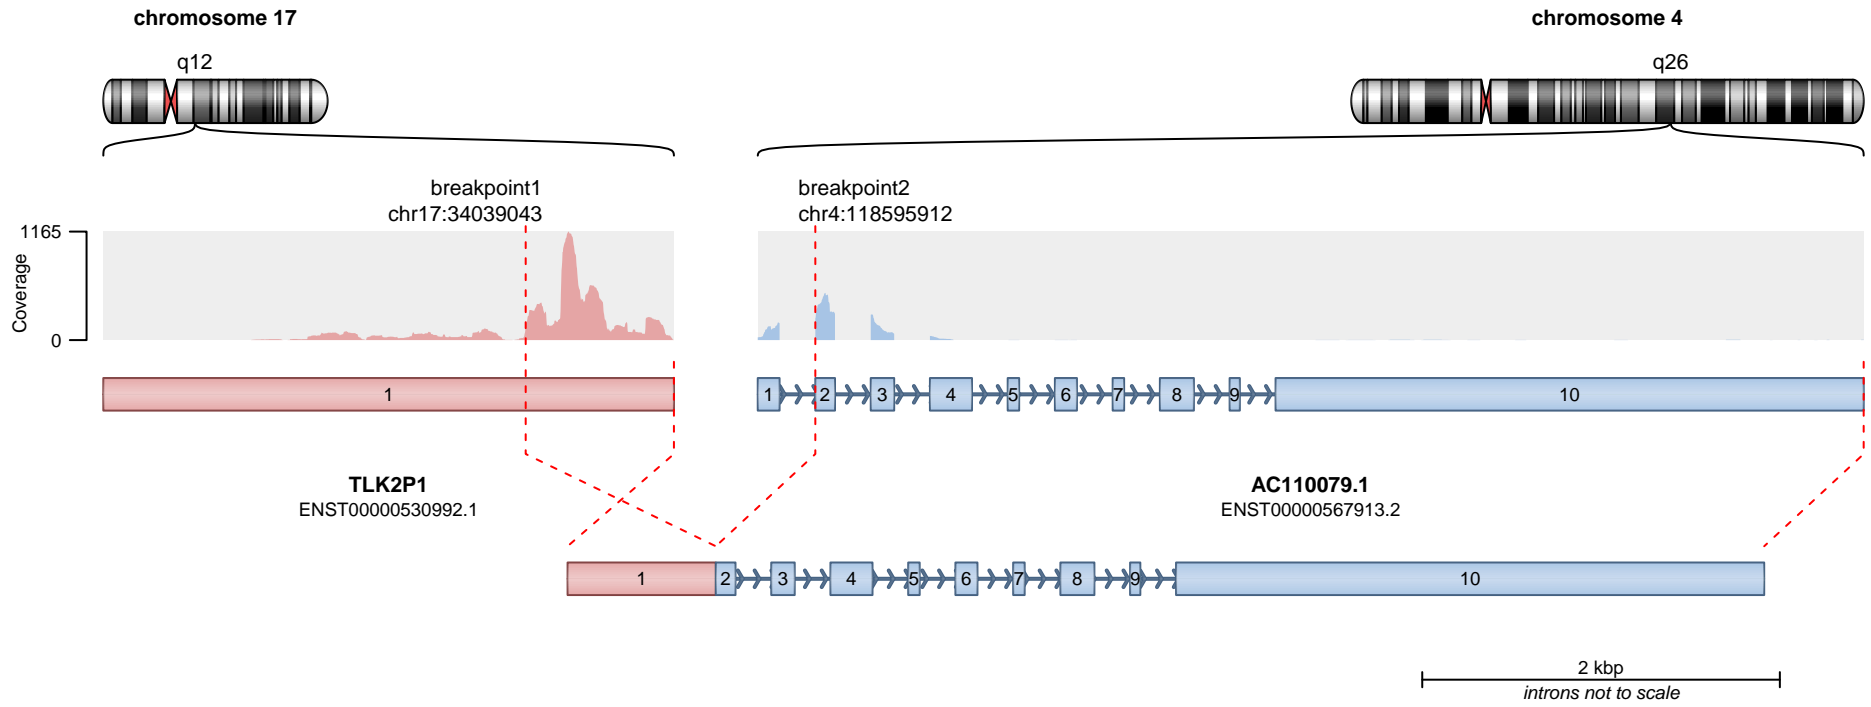 chromosome 17
chromosome 4
q12
q26
breakpoint1
chr17:34039043
breakpoint2
chr4:118595912
1165
0
Coverage
1
1 2 3 4 5 6 7 8 9 10
TLK2P1
ENST00000530992.1
AC110079.1
ENST00000567913.2
1 2 3 4 5 6 7 8 9 10
2 kbp
introns not to scale